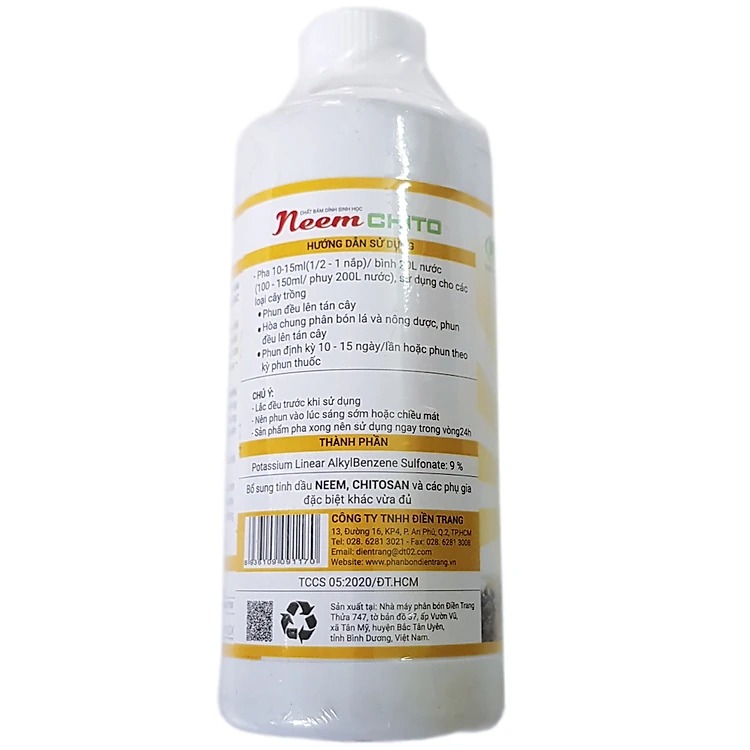 CHẤT BÁM DÍNH SINH HỌC
Neem CHITO
HƯỚNG DẪN SỬ DỤNG
- Pha 10-15ml(1/2 - 1 nắp)/ bình 20L nước
(100 - 150ml/ phuy 200L nước), sử dụng cho các
loại cây trồng
• Phun đều lên tán cây
• Hòa chung phân bón lá và nông dược, phun
đều lên tán cây
• Phun định kỳ 10 - 15 ngày/lần hoặc phun theo
kỳ phun thuốc
CHÚ Ý:
- Lắc đều trước khi sử dụng
- Nên phun vào lúc sáng sớm hoặc chiều mát
- Sản phẩm pha xong nên sử dụng ngay trong vòng24h
THÀNH PHẦN
Potassium Linear AlkylBenzene Sulfonate: 9 %
Bổ sung tinh dầu NEEM, CHITOSAN và các phụ gia
đặc biệt khác vừa đủ
CÔNG TY TNHH ĐIỀN TRANG
13, Đường 16, KP4, P. An Phú, Q.2,TP.HCM
Tel: 028. 6281 3021 - Fax: 028. 6281 3008
Email: dientrang@dt02.com
Website: www.phanbondientrang.vn
8 936109 091170
TCCS 05:2020/ĐT.HCM
Sản xuất tại: Nhà máy phân bón Điền Trang
Thửa 747, tờ bản đồ 37, ấp Vườn Vũ,
xã Tân Mỹ, huyện Bắc Tân Uyên,
tỉnh Bình Dương, Việt Nam.